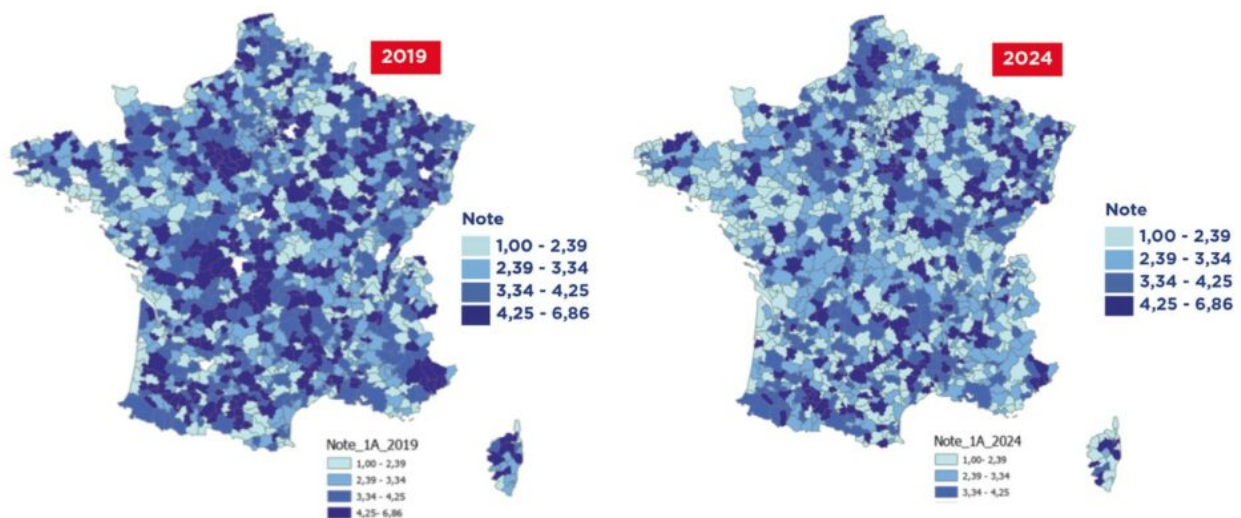 2019
Note
1,00 - 2,39
2,39 - 3,34
3,34 - 4,25
4,25 - 6,86
Note_1A_2019
1,00 - 2,39
2,39 - 3,34
3,34 - 4,25
4,25- 6,86
2024
Note
1,00 - 2,39
2,39 - 3,34
3,34 - 4,25
4,25 - 6,86
Note_1A_2024
1,00- 2,39
2,39 - 3,34
3,34 - 4,25